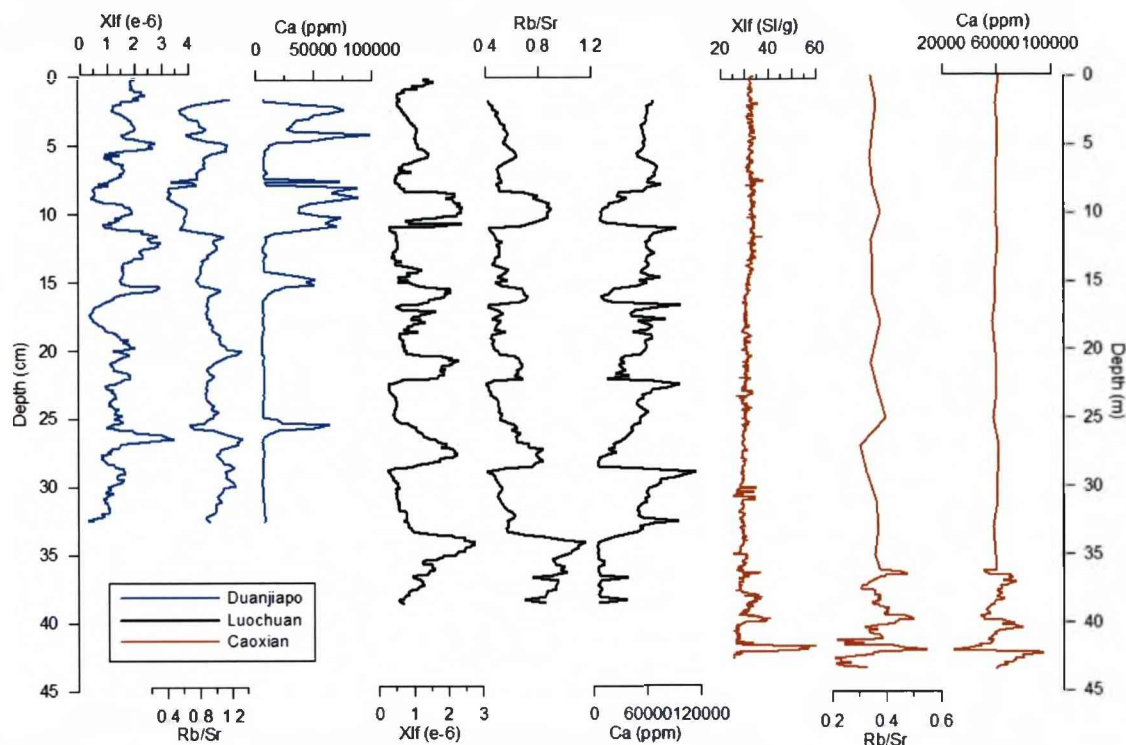 Xlf (e-6)
0 1 2 3 4
Ca (ppm)
0 50000 100000
Rb/Sr
0.4 0.8 1.2
Xlf (SI/g)
20 40 60
Ca (ppm)
20000 60000 100000
0
5
10
15
20
25
30
35
40
45
Depth (cm)
Duanjiapo
Luochuan
Caoxian
0.4 0.8 1.2
Rb/Sr
0 1 2 3
Xlf (e-6)
0 60000 120000
Ca (ppm)
0.2 0.4 0.6
Rb/Sr
0
5
10
15
20
25
30
35
40
45
Depth (m)